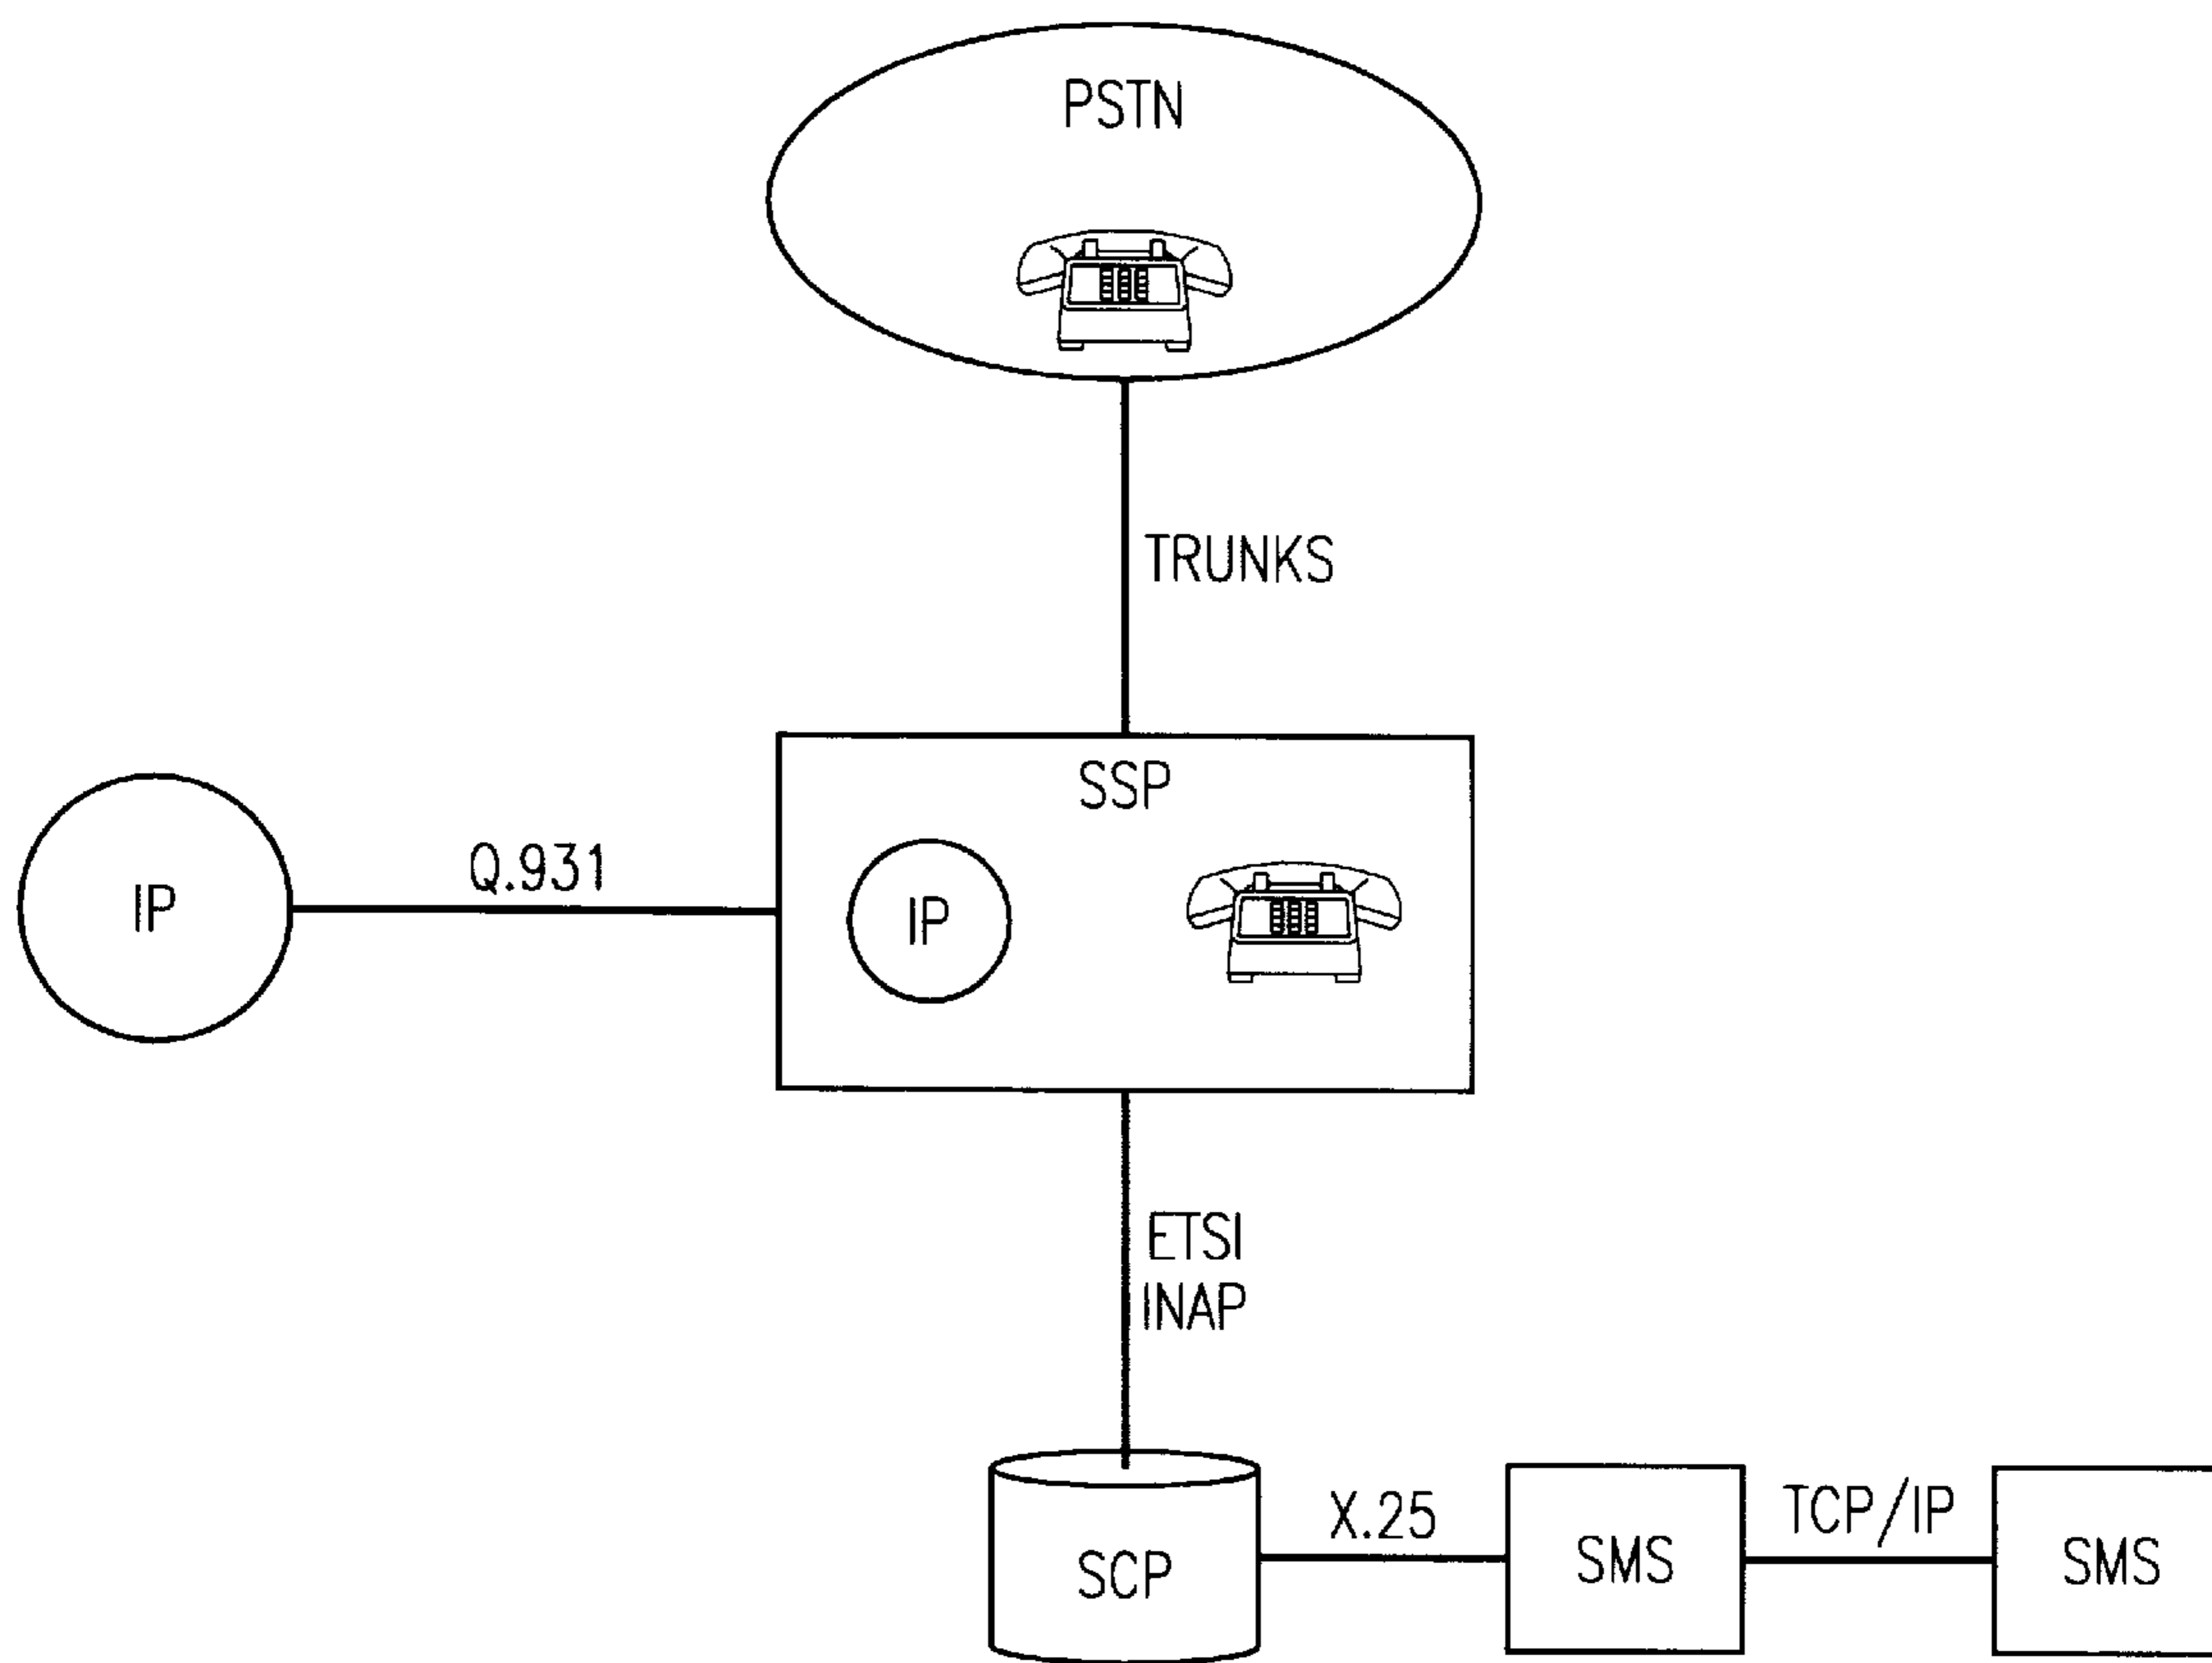 PSTN
TRUNKS
SSP
IP
Q.931
IP
ETSI
INAP
SCP
X.25
SMS
TCP/IP
SMS